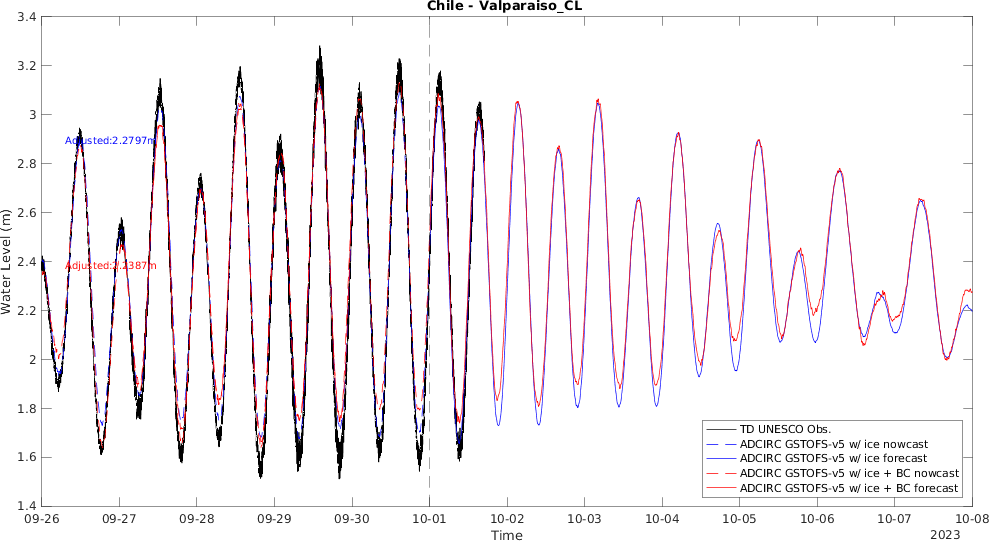 Chile - Valparaiso_CL
3.4
3.2
3
2.8
2.6
2.4
2.2
2
1.8
1.6
1.4
Water Level (m)
Adjusted:2.2797m
Adjusted:2.2387m
TD UNESCO Obs.
ADCIRC GSTOFS-v5 w/ ice nowcast
ADCIRC GSTOFS-v5 w/ ice forecast
ADCIRC GSTOFS-v5 w/ ice + BC nowcast
ADCIRC GSTOFS-v5 w/ ice + BC forecast
09-26 09-27 09-28 09-29 09-30 10-01 10-02 10-03 10-04 10-05 10-06 10-07 10-08
Time
2023